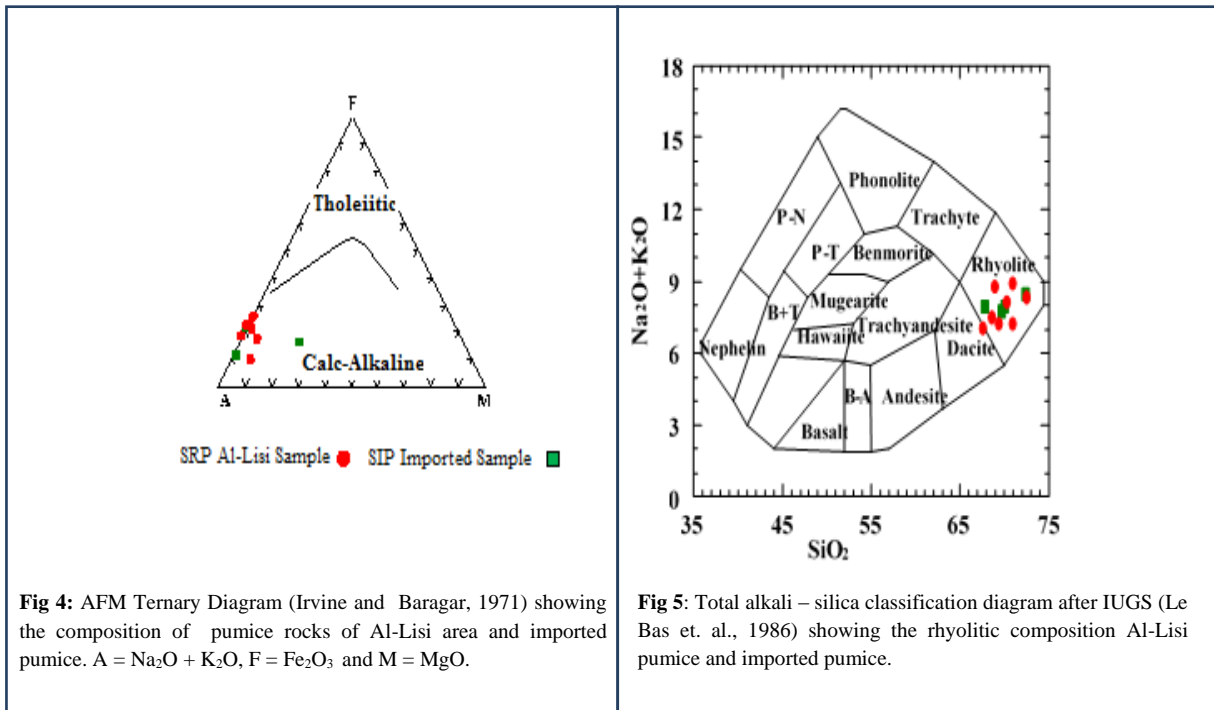 F
Tholeiitic
Calc-Alkaline
A
M
SRP Al-Lisi Sample
SIP Imported Sample
Fig 4: AFM Ternary Diagram (Irvine and Baragar, 1971) showing
the composition of pumice rocks of Al-Lisi area and imported
pumice. A = Na₂O + K₂O, F = Fe₂O₃ and M = MgO.
18
15
12
9
6
3
0
Na₂O+K₂O
Phonolite
Trachyte
P-N
P-T
Benmorite
Rhyolite
B+T
Mugearite
Trachyandesite
Hawaiite
Nephelin
Dacite
B-A
Andesite
Basalt
35
45
55
65
75
SiO₂
Fig 5: Total alkali – silica classification diagram after IUGS (Le
Bas et. al., 1986) showing the rhyolitic composition Al-Lisi
pumice and imported pumice.